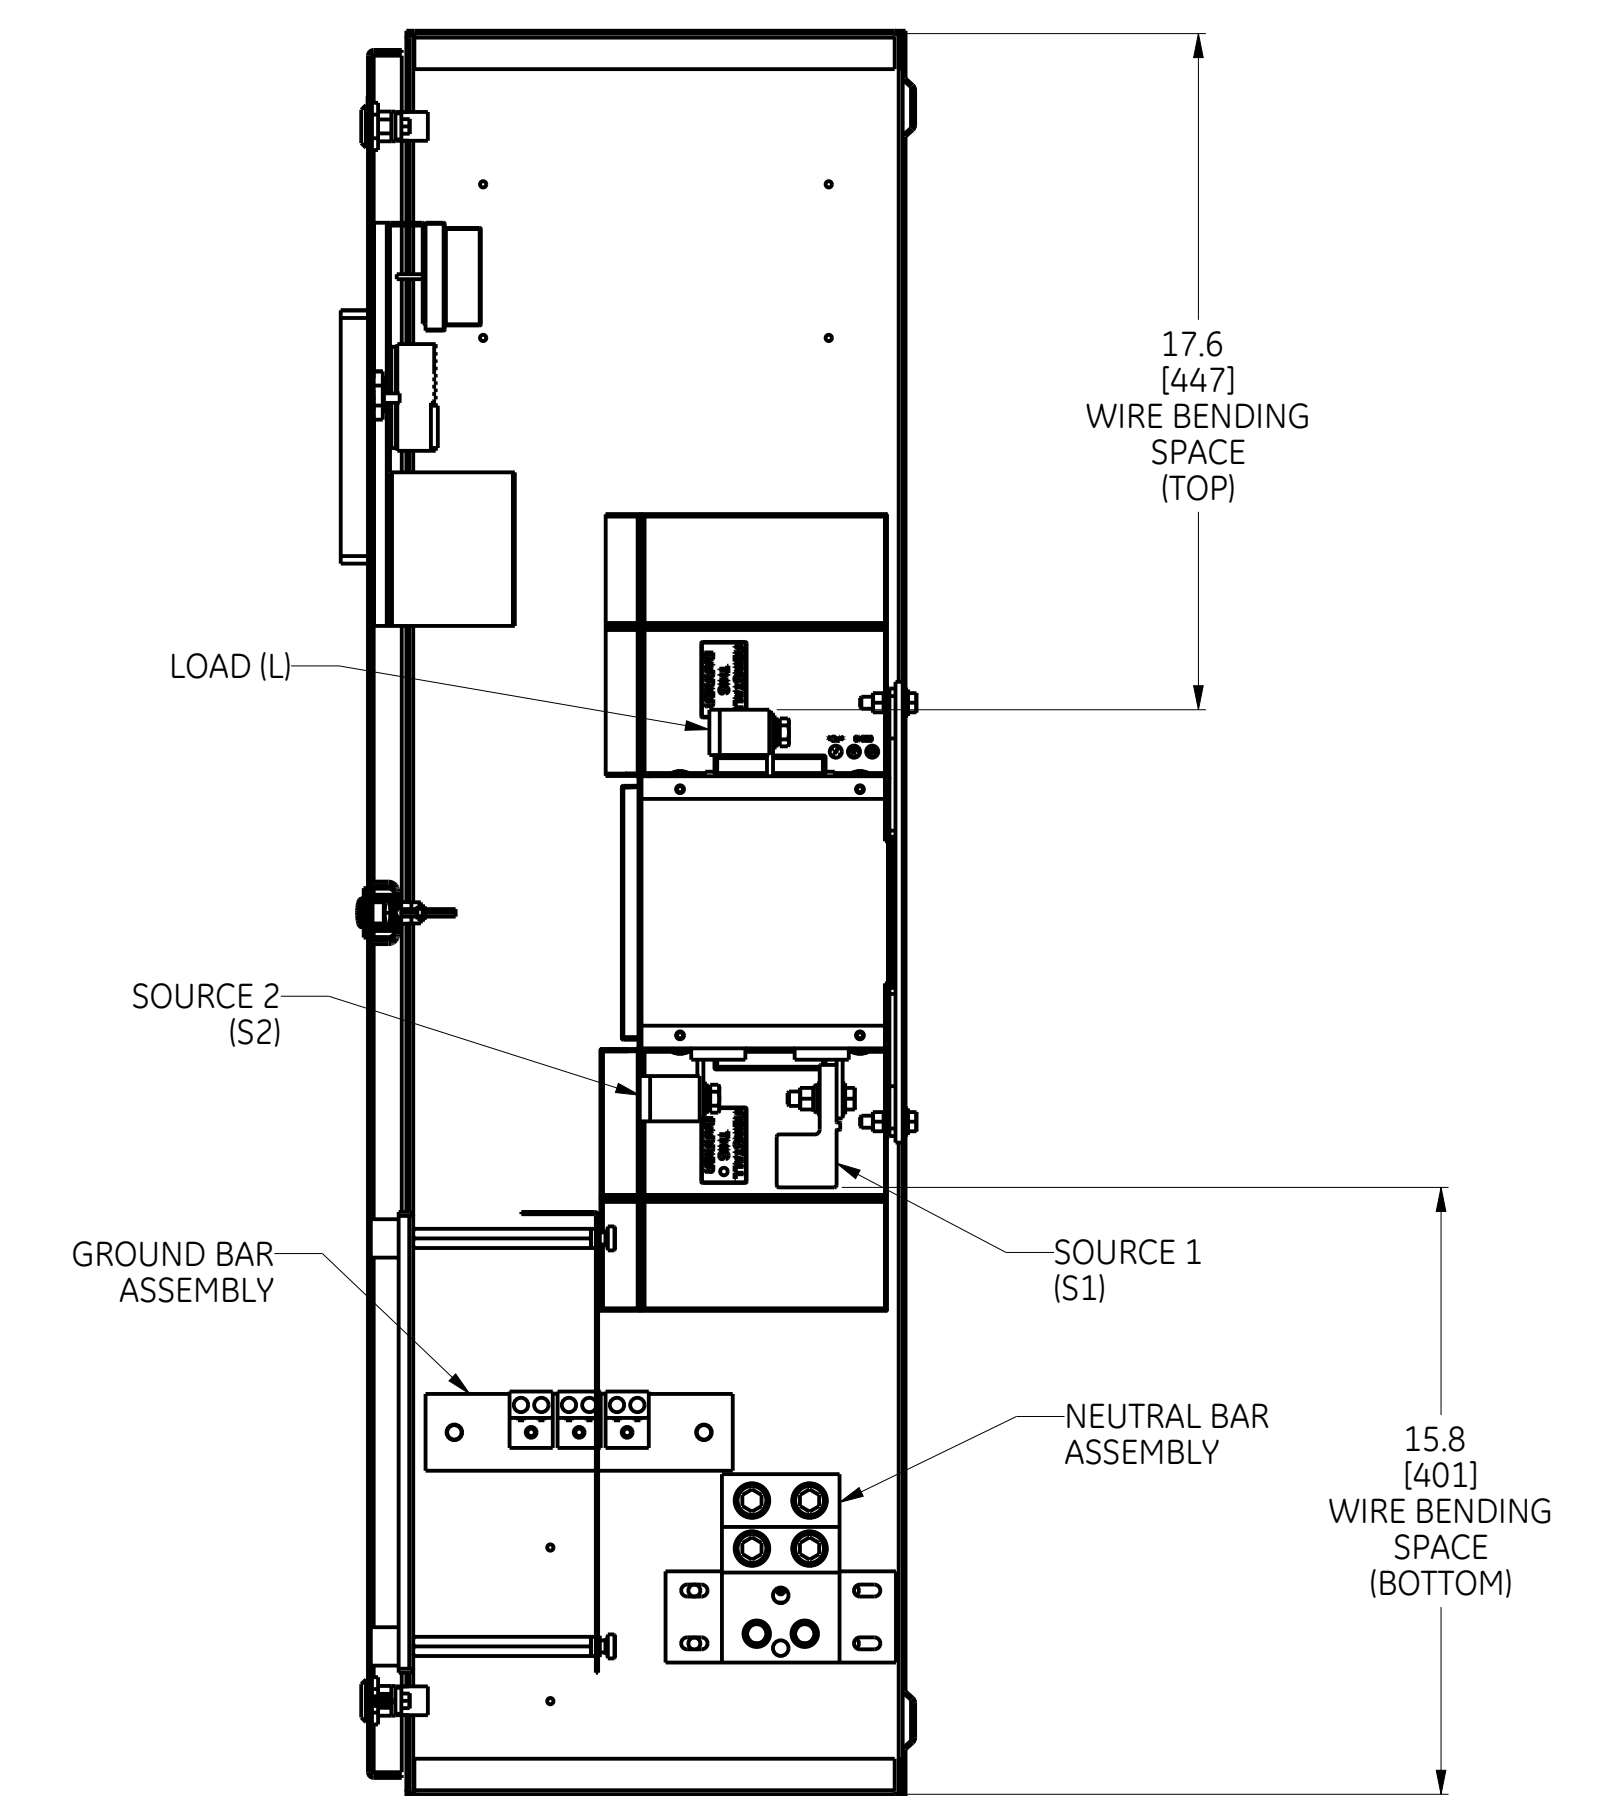 17.6
[447]
WIRE BENDING
SPACE
(TOP)
LOAD (L)
SOURCE 2
(S2)
GROUND BAR
ASSEMBLY
SOURCE 1
(S1)
NEUTRAL BAR
ASSEMBLY
15.8
[401]
WIRE BENDING
SPACE
(BOTTOM)